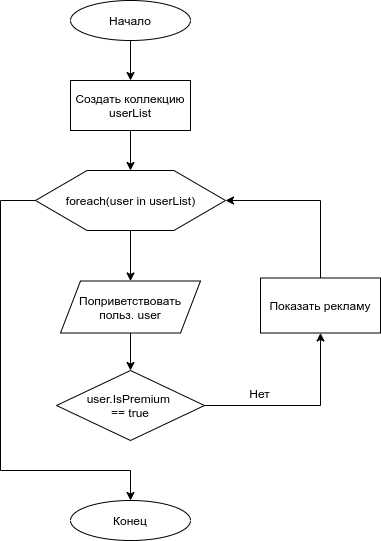 Начало
Создать коллекцию
userList
foreach(user in userList)
Поприветствовать
польз. user
Показать рекламу
user.IsPremium
== true
Нет
Конец